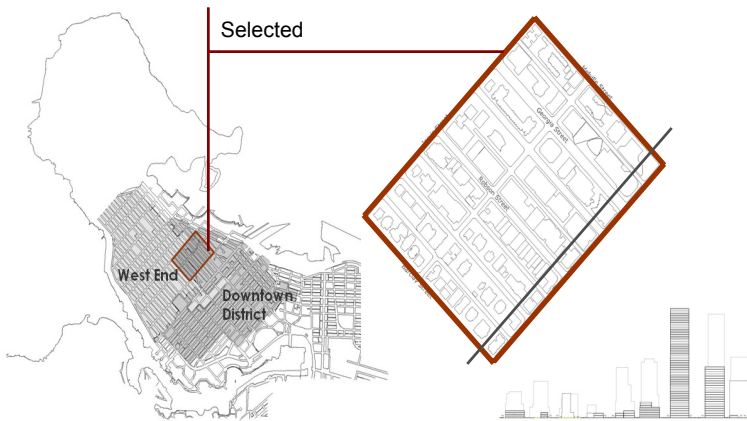 Selected
West End
Downtown
District
Georgia Street
Robson Street